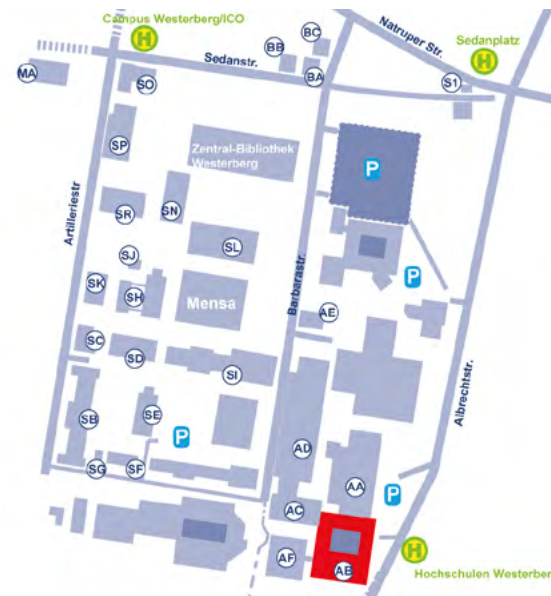 Campus Westerberg/ICO
H
BC
BB
Natruper Str.
Sedanplatz
H
Sedanstr.
MA
SO
BA
S1
SP
Zentral-Bibliothek
Westerberg
P
SN
SR
Artilleriestr
SL
SJ
Barbarastr.
P
SK
SH
Mensa
AE
SC
SD
SI
Albrechtstr.
SB
SE
P
AD
SG
SF
AA
P
AC
H
AF
AB
Hochschulen Westerber